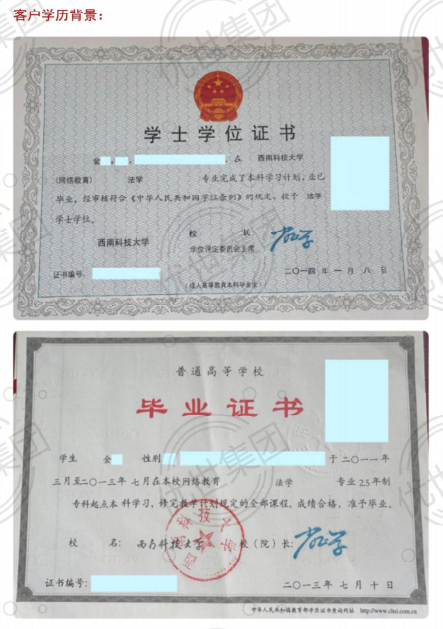 客户学历背景：
学士学位证书
金 , , , 在 西南科技大学
(网络教育) 法学 专业完成了本科学习计划，业已
毕业，经审核符合《中华人民共和国学位条例》的规定，授予 法学
学士学位。
西南科技大学
校 长
学位评定委员会主席
证书编号：
二〇一四年一月八日
(成人高等教育本科毕业生)
普通高等学校
毕业证书
学生 金 性别 于二〇一一年
三月至二〇一三年七月在本校网络教育 法学 专业 2.5年制
专科起点本科学习，修完教学计划规定的全部课程，成绩合格，准予毕业。
校 名：西南科技大学 校（院）长：
证书编号：
二〇一三年七月十日
中华人民共和国教育部学历证书查询网址 http://www.chsi.com.cn
优世集团